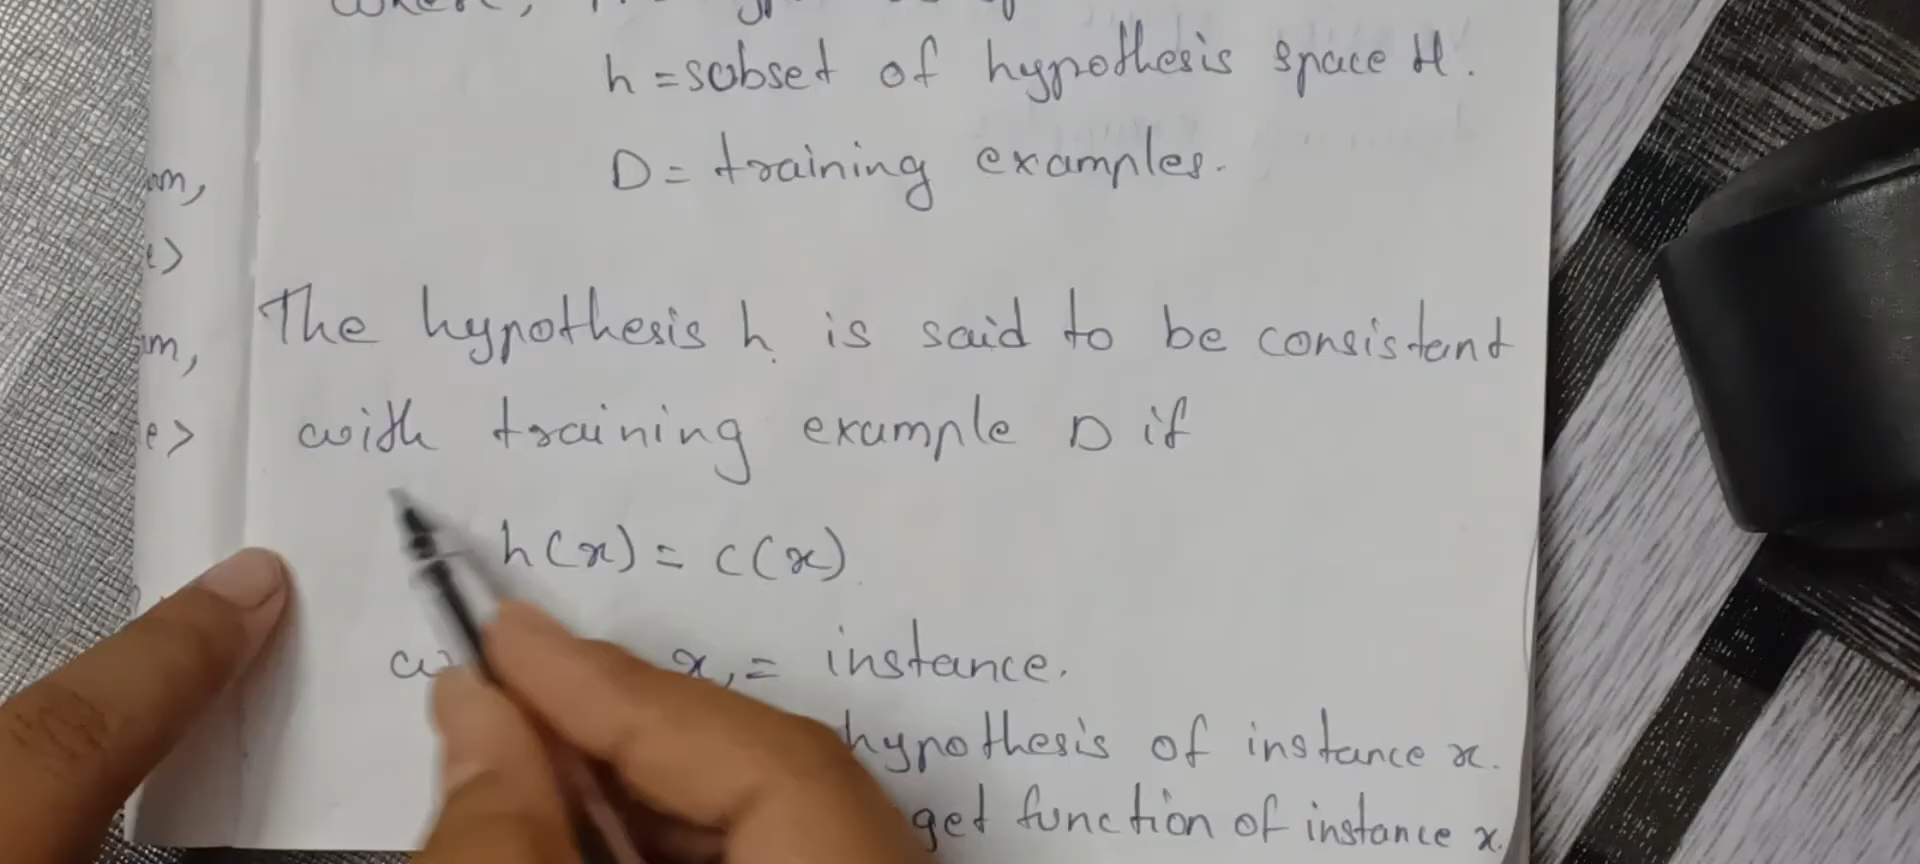 h = subset of hypothesis space H.
D = training examples.
The hypothesis h is said to be consistent
with training example D if
h(x) = c(x)
x = instance.
hypothesis of instance x.
get function of instance x.